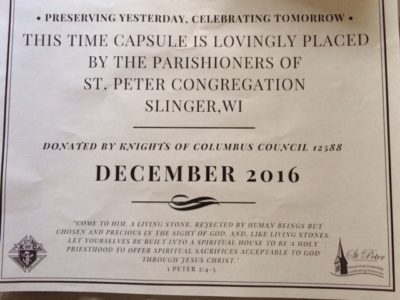 • PRESERVING YESTERDAY, CELEBRATING TOMORROW •
THIS TIME CAPSULE IS LOVINGLY PLACED
BY THE PARISHIONERS OF
ST. PETER CONGREGATION
SLINGER,WI
DONATED BY KNIGHTS OF COLUMBUS COUNCIL 12588
DECEMBER 2016
"COME TO HIM, A LIVING STONE, REJECTED BY HUMAN BEINGS BUT
CHOSEN AND PRECIOUS IN THE SIGHT OF GOD, AND, LIKE LIVING STONES,
LET YOURSELVES BE BUILT INTO A SPIRITUAL HOUSE TO BE A HOLY
PRIESTHOOD TO OFFER SPIRITUAL SACRIFICES ACCEPTABLE TO GOD
THROUGH JESUS CHRIST."
1 PETER 2:4-5
K of C
St. Peter